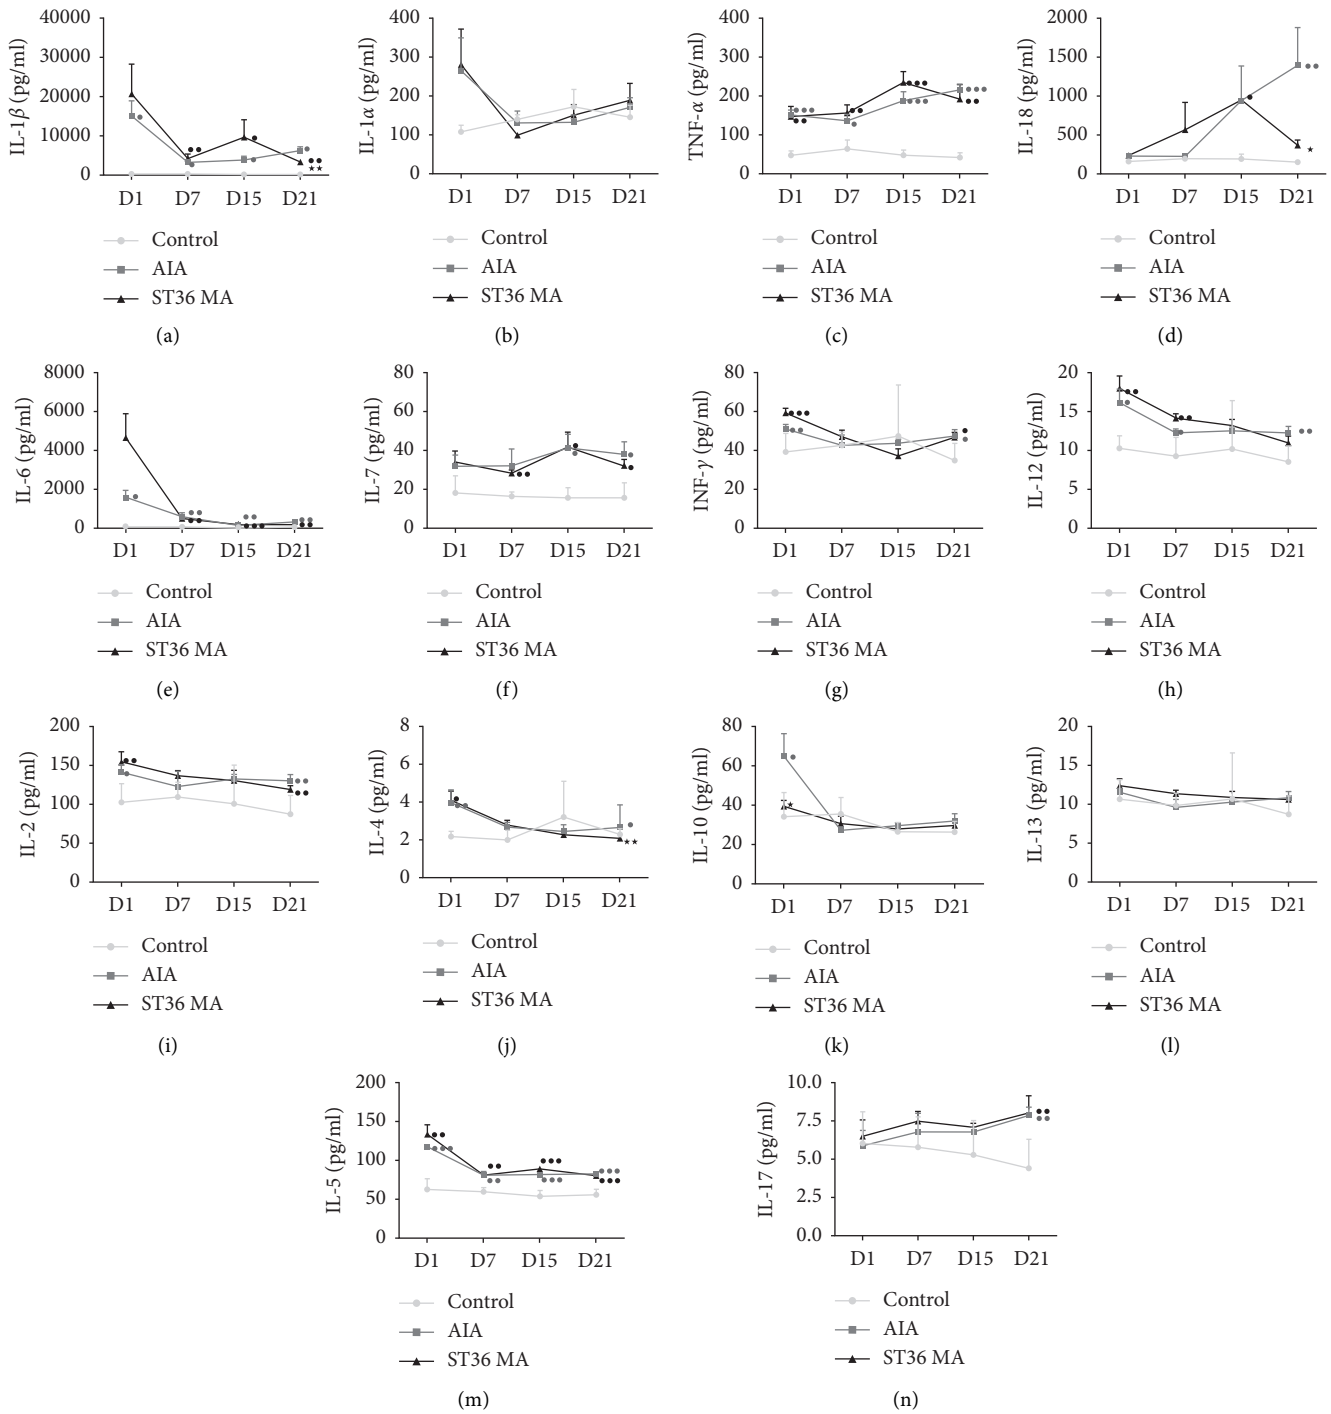 IL-1β (pg/ml)
40000
30000
20000
10000
0
D1 D7 D15 D21
Control
AIA
ST36 MA
(a)
IL-1α (pg/ml)
400
300
200
100
0
D1 D7 D15 D21
Control
AIA
ST36 MA
(b)
TNF-α (pg/ml)
400
300
200
100
0
D1 D7 D15 D21
Control
AIA
ST36 MA
(c)
IL-18 (pg/ml)
2000
1500
1000
500
0
D1 D7 D15 D21
Control
AIA
ST36 MA
(d)
IL-6 (pg/ml)
8000
6000
4000
2000
0
D1 D7 D15 D21
Control
AIA
ST36 MA
(e)
IL-7 (pg/ml)
80
60
40
20
0
D1 D7 D15 D21
Control
AIA
ST36 MA
(f)
INF-γ (pg/ml)
80
60
40
20
0
D1 D7 D15 D21
Control
AIA
ST36 MA
(g)
IL-12 (pg/ml)
20
15
10
5
0
D1 D7 D15 D21
Control
AIA
ST36 MA
(h)
IL-2 (pg/ml)
200
150
100
50
0
D1 D7 D15 D21
Control
AIA
ST36 MA
(i)
IL-4 (pg/ml)
8
6
4
2
0
D1 D7 D15 D21
Control
AIA
ST36 MA
(j)
IL-10 (pg/ml)
80
60
40
20
0
D1 D7 D15 D21
Control
AIA
ST36 MA
(k)
IL-13 (pg/ml)
20
15
10
5
0
D1 D7 D15 D21
Control
AIA
ST36 MA
(l)
IL-5 (pg/ml)
200
150
100
50
0
D1 D7 D15 D21
Control
AIA
ST36 MA
(m)
IL-17 (pg/ml)
10.0
7.5
5.0
2.5
0.0
D1 D7 D15 D21
Control
AIA
ST36 MA
(n)